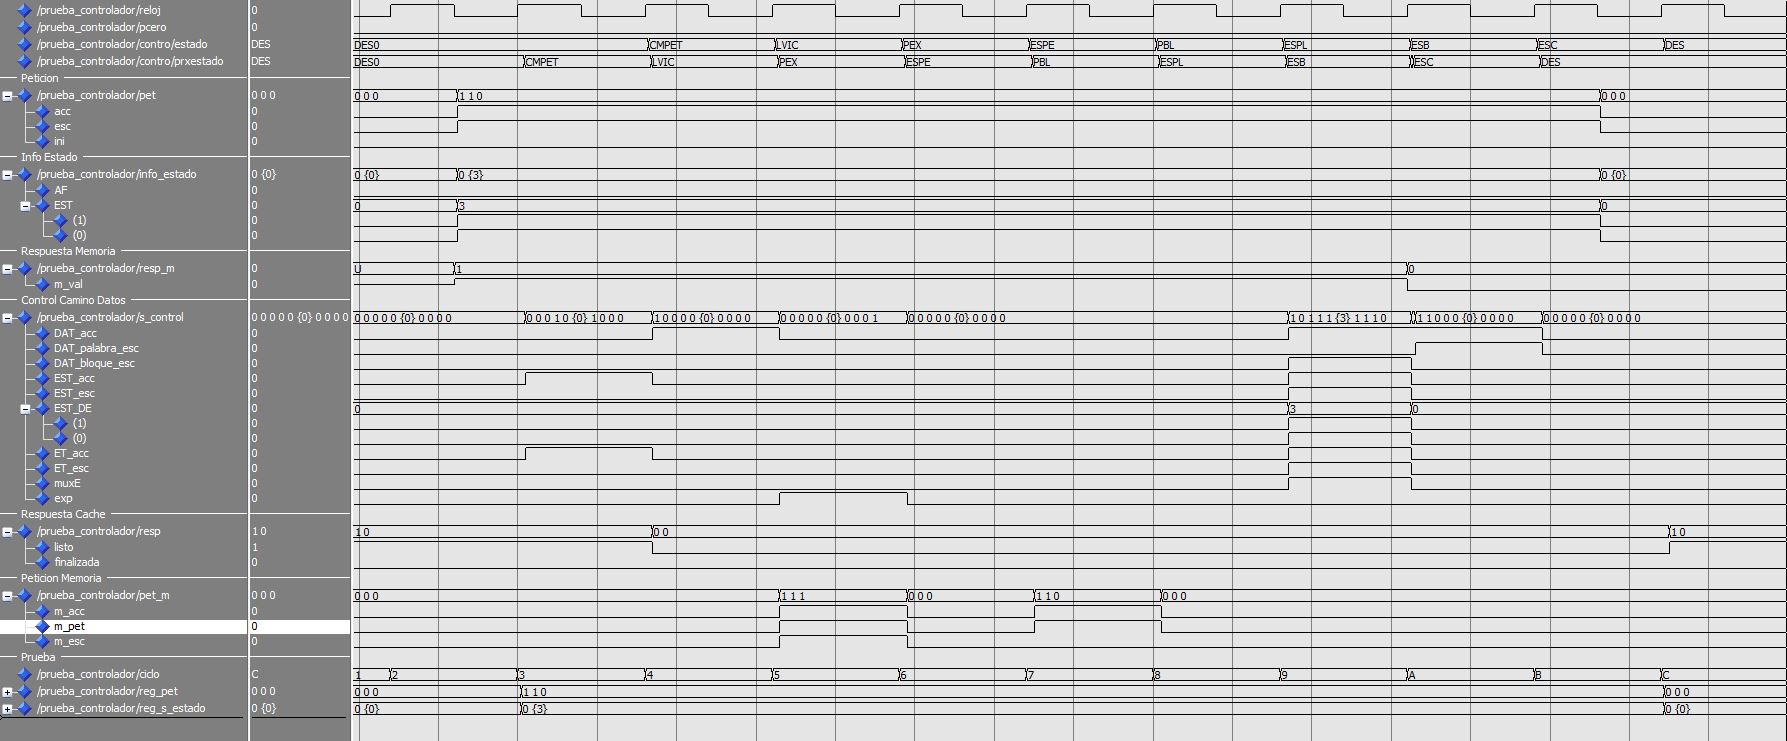 /prueba_controlador/reloj 0
/prueba_controlador/pcero 0
/prueba_controlador/contro/estado DES DES0 CMPET LVIC PEX ESPE PBL ESPL ESB ESC DES
/prueba_controlador/contro/prxestado DES DES0 CMPET LVIC PEX ESPE PBL ESPL ESB ESC DES
Peticion
/prueba_controlador/pet 0 0 0 0 0 0 1 1 0 0 0 0
acc 0
esc 0
ini 0
Info Estado
/prueba_controlador/info_estado 0 {0} 0 {0} 0 {3} 0 {0}
AF 0
EST 0 0 3 0
(1) 0
(0) 0
Respuesta Memoria
/prueba_controlador/resp_m 0 U 1 0
m_val 0
Control Camino Datos
/prueba_controlador/s_control 0 0 0 0 0 {0} 0 0 0 0 0 0 0 0 0 {0} 0 0 0 0 0 0 0 1 0 {0} 1 0 0 0 1 0 0 0 0 {0} 0 0 0 0 0 0 0 0 0 {0} 0 0 0 1 0 0 0 0 0 {0} 0 0 0 0 1 0 1 1 1 {3} 1 1 1 0 1 1 0 0 0 {0} 0 0 0 0 0 0 0 0 0 {0} 0 0 0 0
DAT_acc 0
DAT_palabra_esc 0
DAT_bloque_esc 0
EST_acc 0
EST_esc 0
EST_DE 0 0 3 0
(1) 0
(0) 0
ET_acc 0
ET_esc 0
muxE 0
exp 0
Respuesta Cache
/prueba_controlador/resp 1 0 1 0 0 0 1 0
listo 1
finalizada 0
Peticion Memoria
/prueba_controlador/pet_m 0 0 0 0 0 0 1 1 1 0 0 0 1 1 0 0 0 0
m_acc 0
m_pet 0
m_esc 0
Prueba
/prueba_controlador/ciclo C 1 2 3 4 5 6 7 8 9 A B C
/prueba_controlador/reg_pet 0 0 0 0 0 0 1 1 0 0 0 0
/prueba_controlador/reg_s_estado 0 {0} 0 {0} 0 {3} 0 {0}